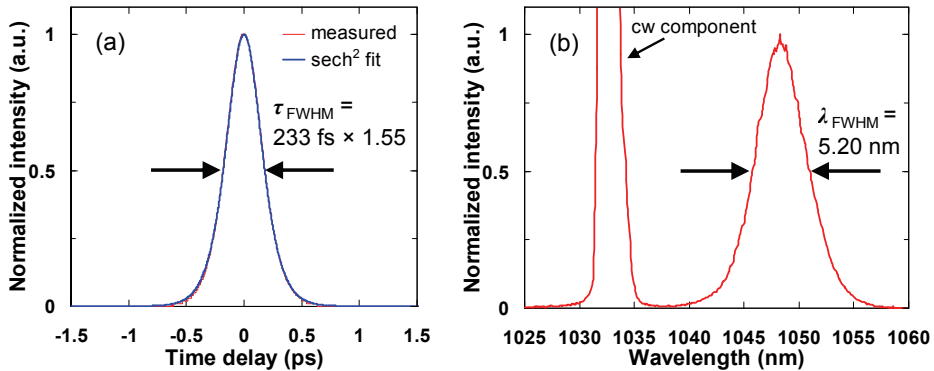 (a)
measured
sech² fit
τ FWHM =
233 fs × 1.55
Normalized intensity (a.u.)
1
0.5
0
-1.5 -1 -0.5 0 0.5 1 1.5
Time delay (ps)
(b)
cw component
λ FWHM =
5.20 nm
Normalized intensity (a.u.)
1
0.5
0
1025 1030 1035 1040 1045 1050 1055 1060
Wavelength (nm)